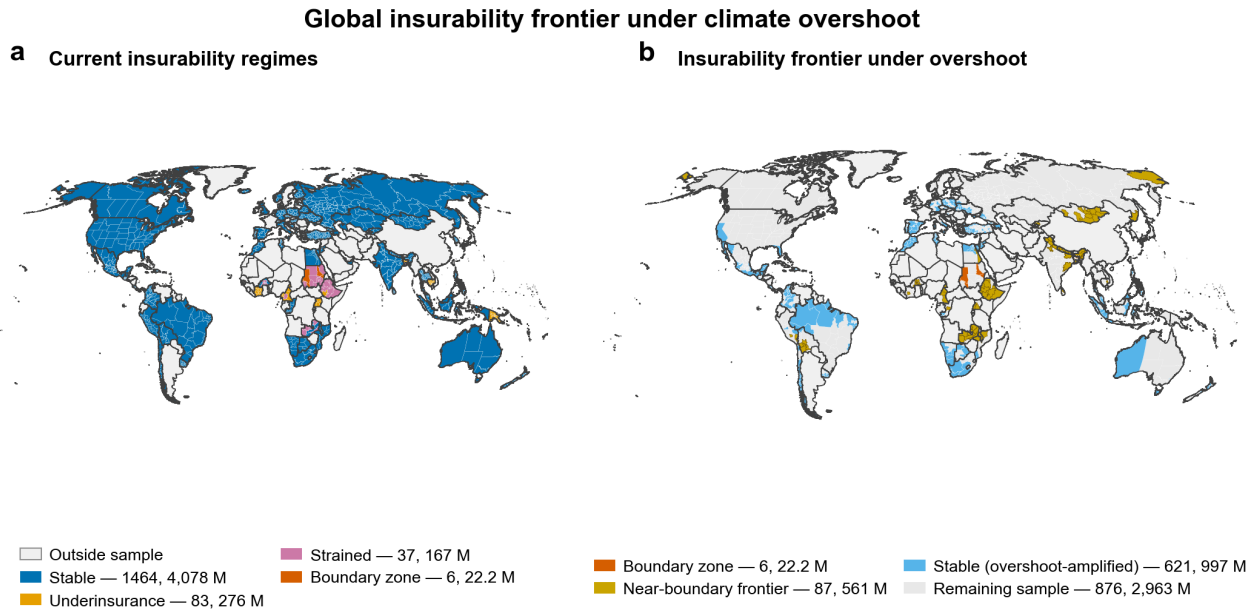 Global insurability frontier under climate overshoot
a Current insurability regimes
b Insurability frontier under overshoot
Outside sample
Stable — 1464, 4,078 M
Underinsurance — 83, 276 M
Strained — 37, 167 M
Boundary zone — 6, 22.2 M
Boundary zone — 6, 22.2 M
Near-boundary frontier — 87, 561 M
Stable (overshoot-amplified) — 621, 997 M
Remaining sample — 876, 2,963 M